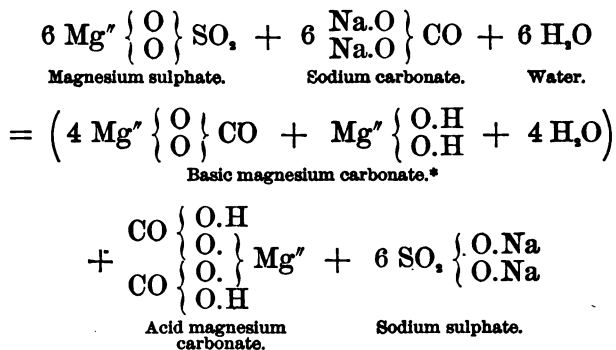 6 Mg″ { O O } SO₂ + 6 Na.O Na.O } CO + 6 H₂O
Magnesium sulphate. Sodium carbonate. Water.
= ( 4 Mg″ { O O } CO + Mg″ { O.H O.H + 4 H₂O )
Basic magnesium carbonate.*
+ CO { O.H O. CO { O. O.H } Mg″ + 6 SO₂ { O.Na O.Na
Acid magnesium Sodium sulphate.
carbonate.